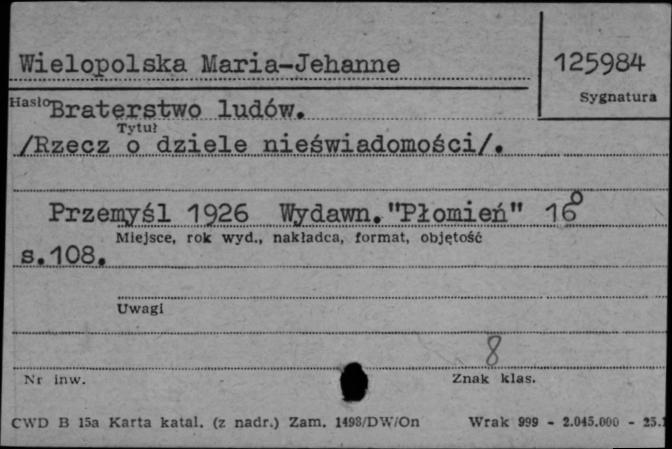 Wielopolska Maria-Jehanne
125984
Sygnatura
Hasło Braterstwo ludów.
Tytuł
/Rzecz o dziele nieświadomości/.
Przemyśl 1926 Wydawn."Płomień" 16°
Miejsce, rok wyd., nakładca, format, objętość
s.108.
Uwagi
8
Nr inw.
Znak klas.
CWD B 15a Karta katal. (z nadr.) Zam. 1498/DW/On Wrak 999 - 2.045.000 - 25.